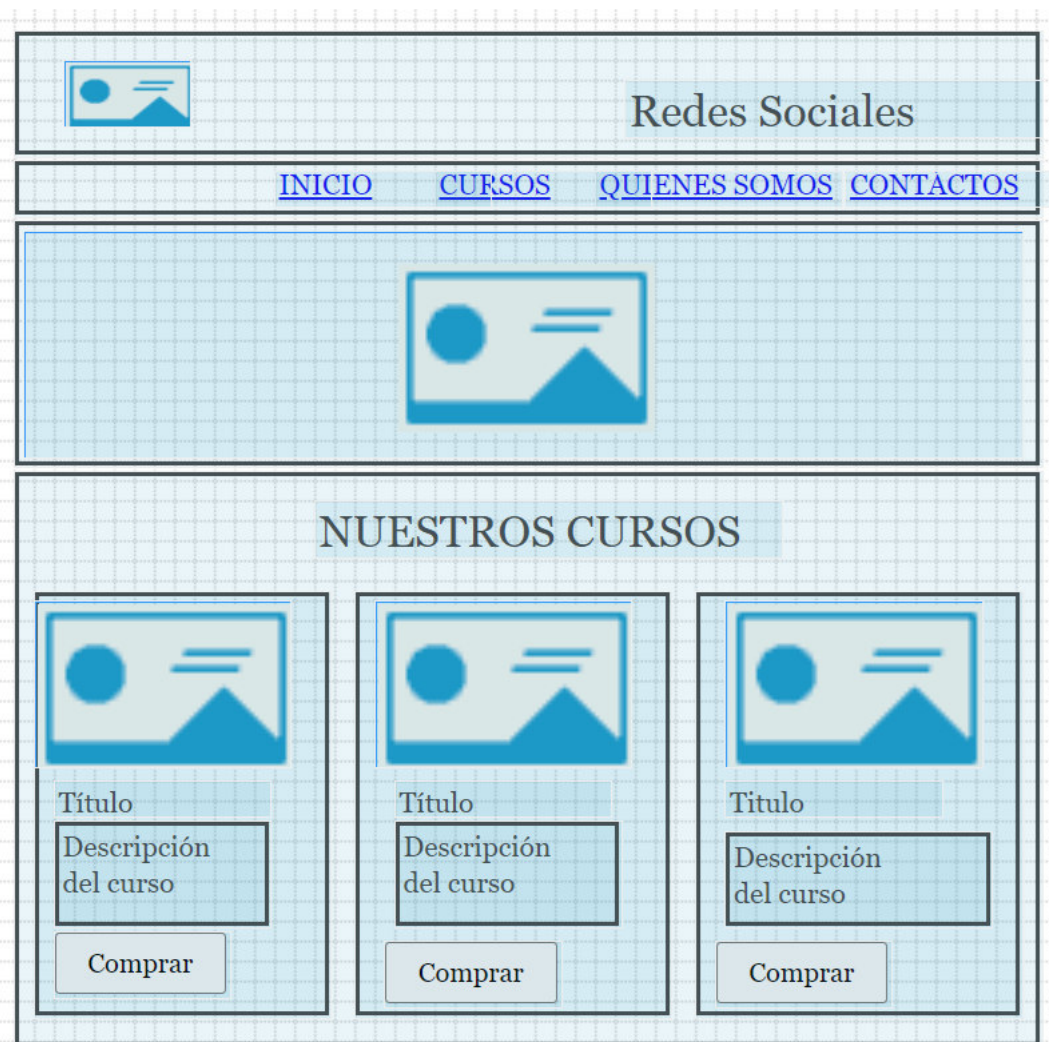 Redes Sociales
INICIO CURSOS QUIENES SOMOS CONTACTOS
NUESTROS CURSOS
Título
Descripción
del curso
Comprar
Título
Descripción
del curso
Comprar
Titulo
Descripción
del curso
Comprar